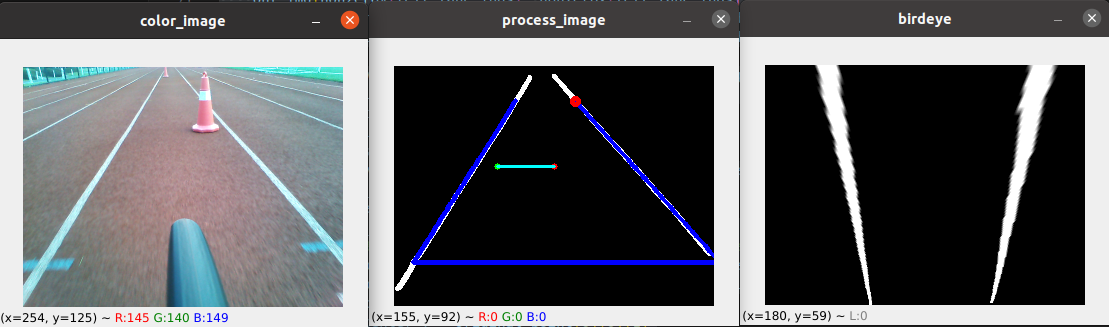 color_image
process_image
birdeye
(x=254, y=125) ~ R:145 G:140 B:149
(x=155, y=92) ~ R:0 G:0 B:0
(x=180, y=59) ~ L:0